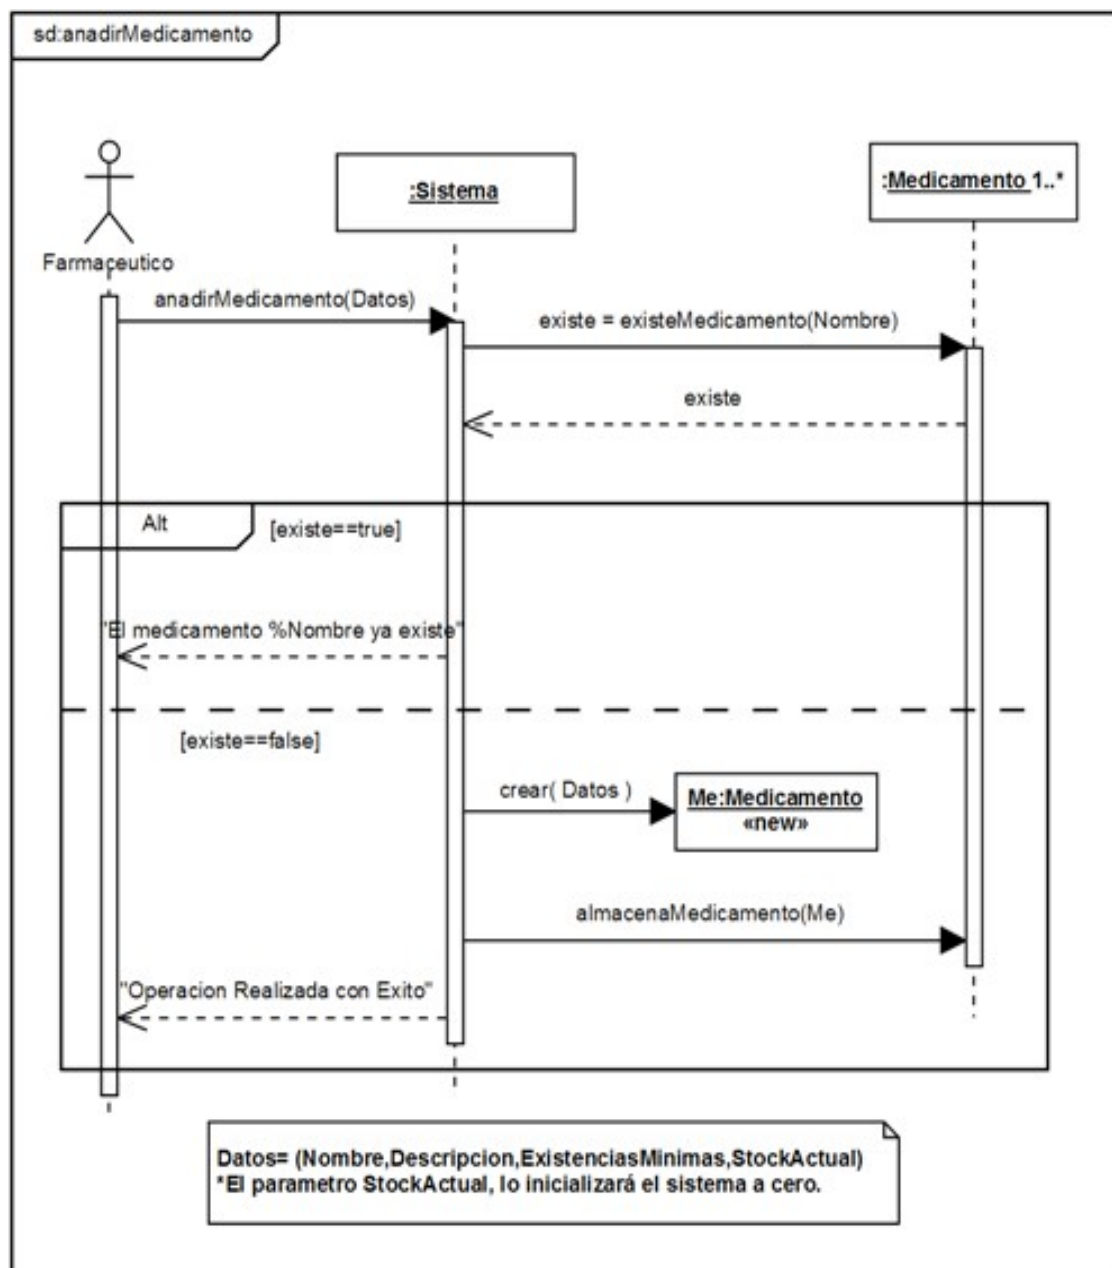 sd:anadirMedicamento
:Sistema
:Medicamento 1..*
Farmaceutico
anadirMedicamento(Datos)
existe = existeMedicamento(Nombre)
existe
Alt
[existe==true]
"El medicamento %Nombre ya existe"
[existe==false]
crear( Datos )
Me:Medicamento
«new»
almacenaMedicamento(Me)
"Operacion Realizada con Exito"
Datos= (Nombre,Descripcion,ExistenciasMinimas,StockActual)
*El parametro StockActual, lo inicializará el sistema a cero.